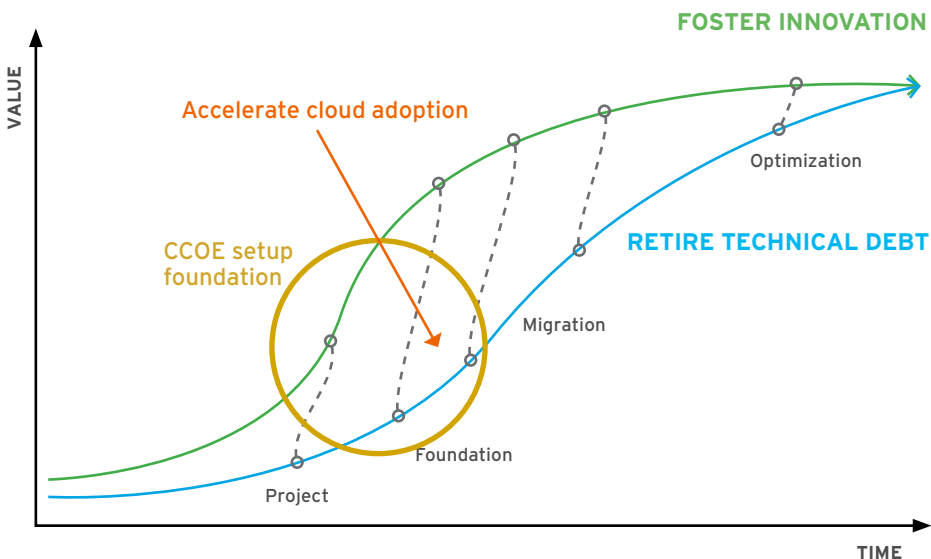 FOSTER INNOVATION
VALUE
Accelerate cloud adoption
Optimization
CCOE setup
foundation
RETIRE TECHNICAL DEBT
Migration
Foundation
Project
TIME